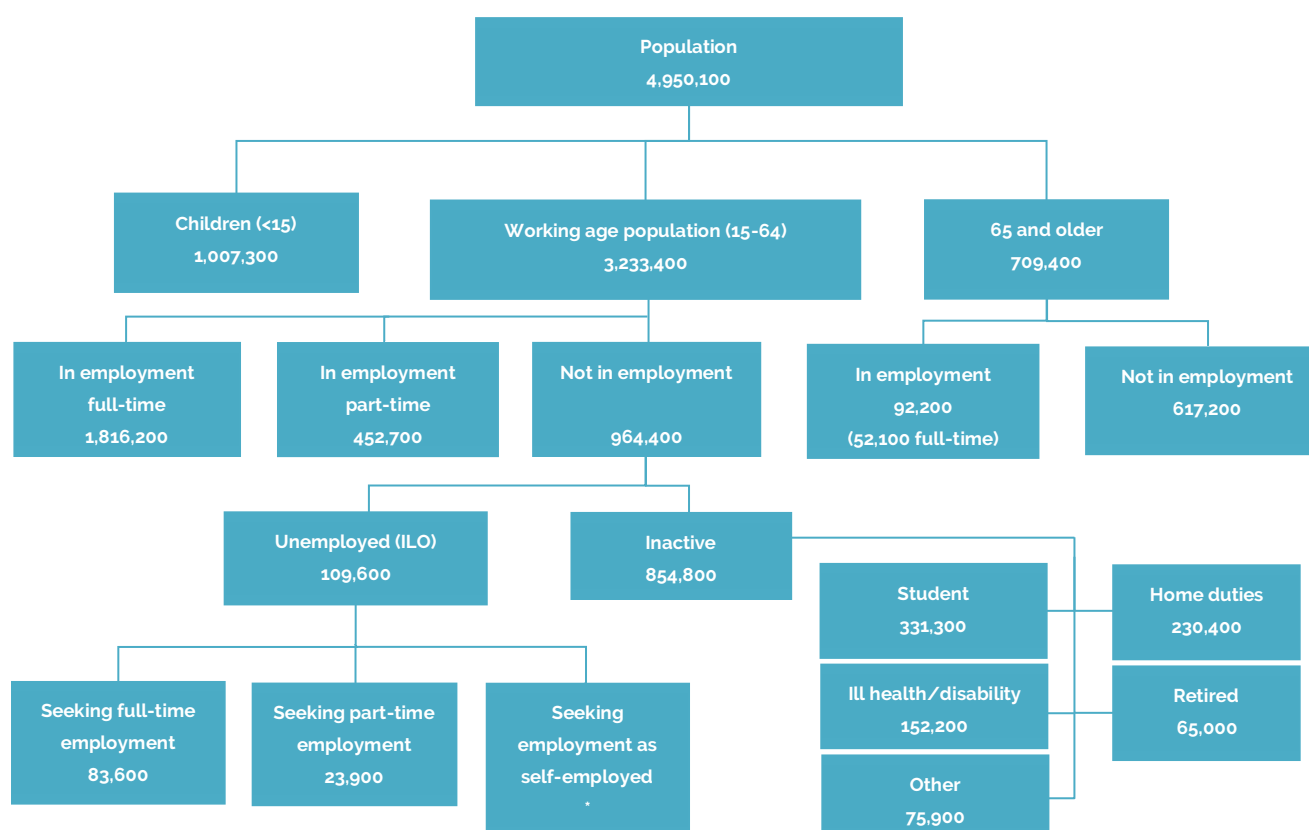 Population
4,950,100
Children (<15)
1,007,300
Working age population (15-64)
3,233,400
65 and older
709,400
In employment
full-time
1,816,200
In employment
part-time
452,700
Not in employment
964,400
In employment
92,200
(52,100 full-time)
Not in employment
617,200
Unemployed (ILO)
109,600
Inactive
854,800
Student
331,300
Home duties
230,400
Ill health/disability
152,200
Retired
65,000
Other
75,900
Seeking full-time
employment
83,600
Seeking part-time
employment
23,900
Seeking
employment as
self-employed
*